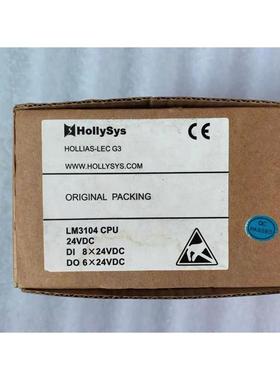 HollySys
CE
HOLLIAS-LEC G3
WWW.HOLLYSYS.COM
ORIGINAL PACKING
LM3104 CPU
24VDC
DI 8×24VDC
DO 6×24VDC
QC
PASSED